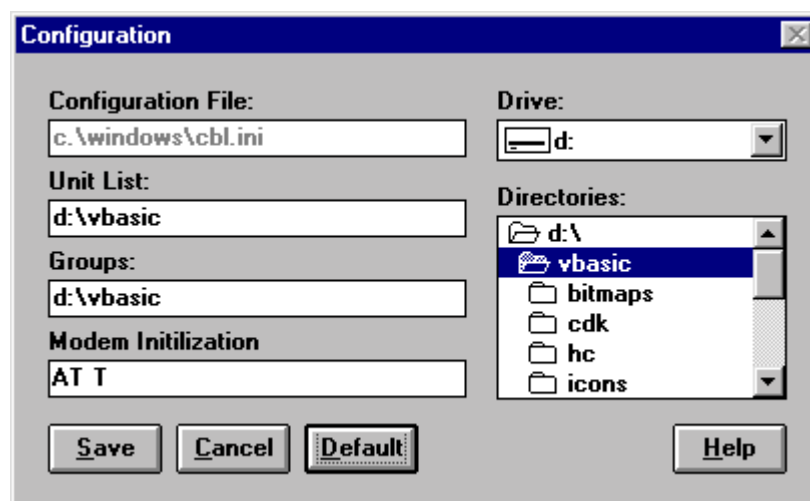 Configuration
Configuration File:
c:\windows\cbl.ini
Unit List:
d:\vbasic
Groups:
d:\vbasic
Modem Initilization
AT T
Drive:
d:
Directories:
d:\
vbasic
bitmaps
cdk
hc
icons
Save Cancel Default Help